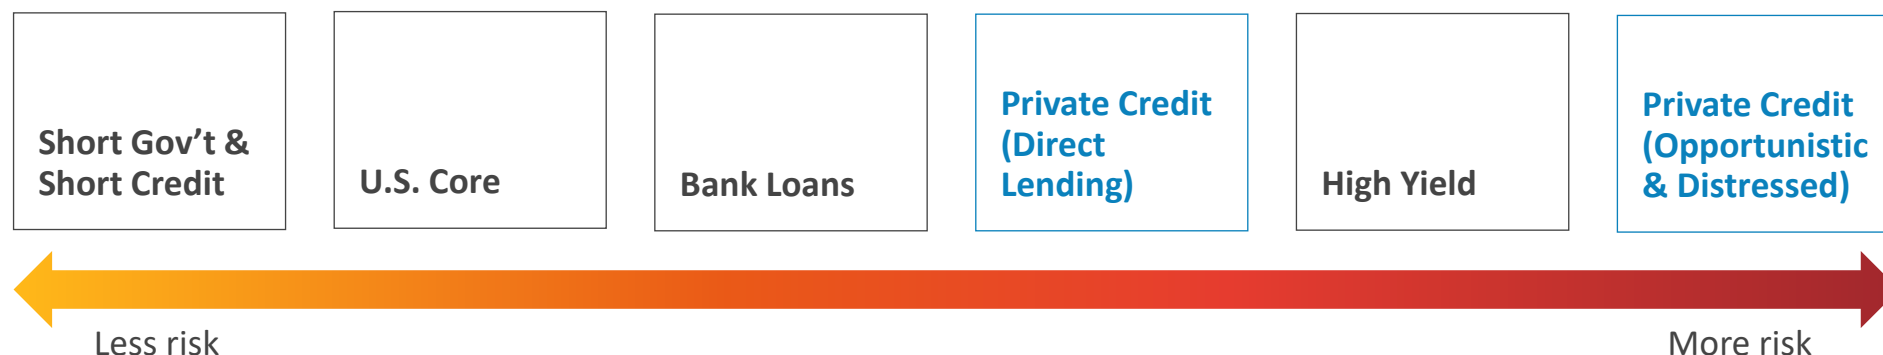 Short Gov’t &
Short Credit
U.S. Core
Bank Loans
Private Credit
(Direct
Lending)
High Yield
Private Credit
(Opportunistic
& Distressed)
Less risk
More risk